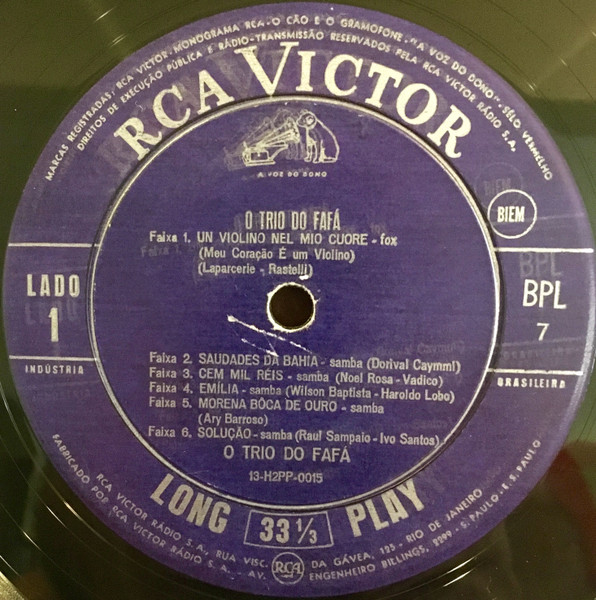 MARCAS REGISTRADAS, RCA VICTOR-MONOGRAMA RCA-O CÃO E O GRAMOFONE-"A VOZ DO DONO"-SÊLO VERMELHO
DIREITOS DE EXECUÇÃO PÚBLICA E RÁDIO-TRANSMISSÃO RESERVADOS PELA RCA VICTOR RÁDIO S.A.
RCA VICTOR
A VOZ DO DONO
O TRIO DO FAFÁ
BIEM
Faixa 1. UN VIOLINO NEL MIO CUORE - fox
(Meu Coração É um Violino)
(Laparcerie - Rastelli)
LADO
1
INDÚSTRIA
BPL
7
BRASILEIRA
Faixa 2. SAUDADES DA BAHIA - samba (Dorival Caymmi)
Faixa 3. CEM MIL RÉIS - samba (Noel Rosa - Vadico)
Faixa 4. EMÍLIA - samba (Wilson Baptista - Haroldo Lobo)
Faixa 5. MORENA BÔCA DE OURO - samba
(Ary Barroso)
Faixa 6. SOLUÇÃO - samba (Raul Sampaio - Ivo Santos)
O TRIO DO FAFÁ
13-H2PP-0015
LONG 33 1/3 PLAY
RCA
FABRICADO POR RCA VICTOR RÁDIO S.A., RUA VISC. DA GÁVEA, 125 - RIO DE JANEIRO
POR RCA VICTOR RÁDIO S.A. - AV. ENGENHEIRO BILLINGS, 2099 - S. PAULO - E. S. PAULO